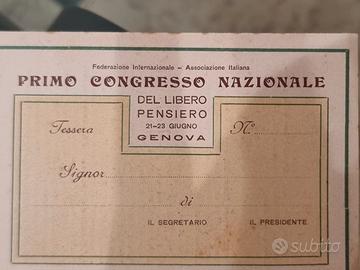 Federazione Internazionale – Associazione Italiana
PRIMO CONGRESSO NAZIONALE
DEL LIBERO
PENSIERO
21-23 GIUGNO
GENOVA
Tessera N°
Signor
di
IL SEGRETARIO IL PRESIDENTE
subito